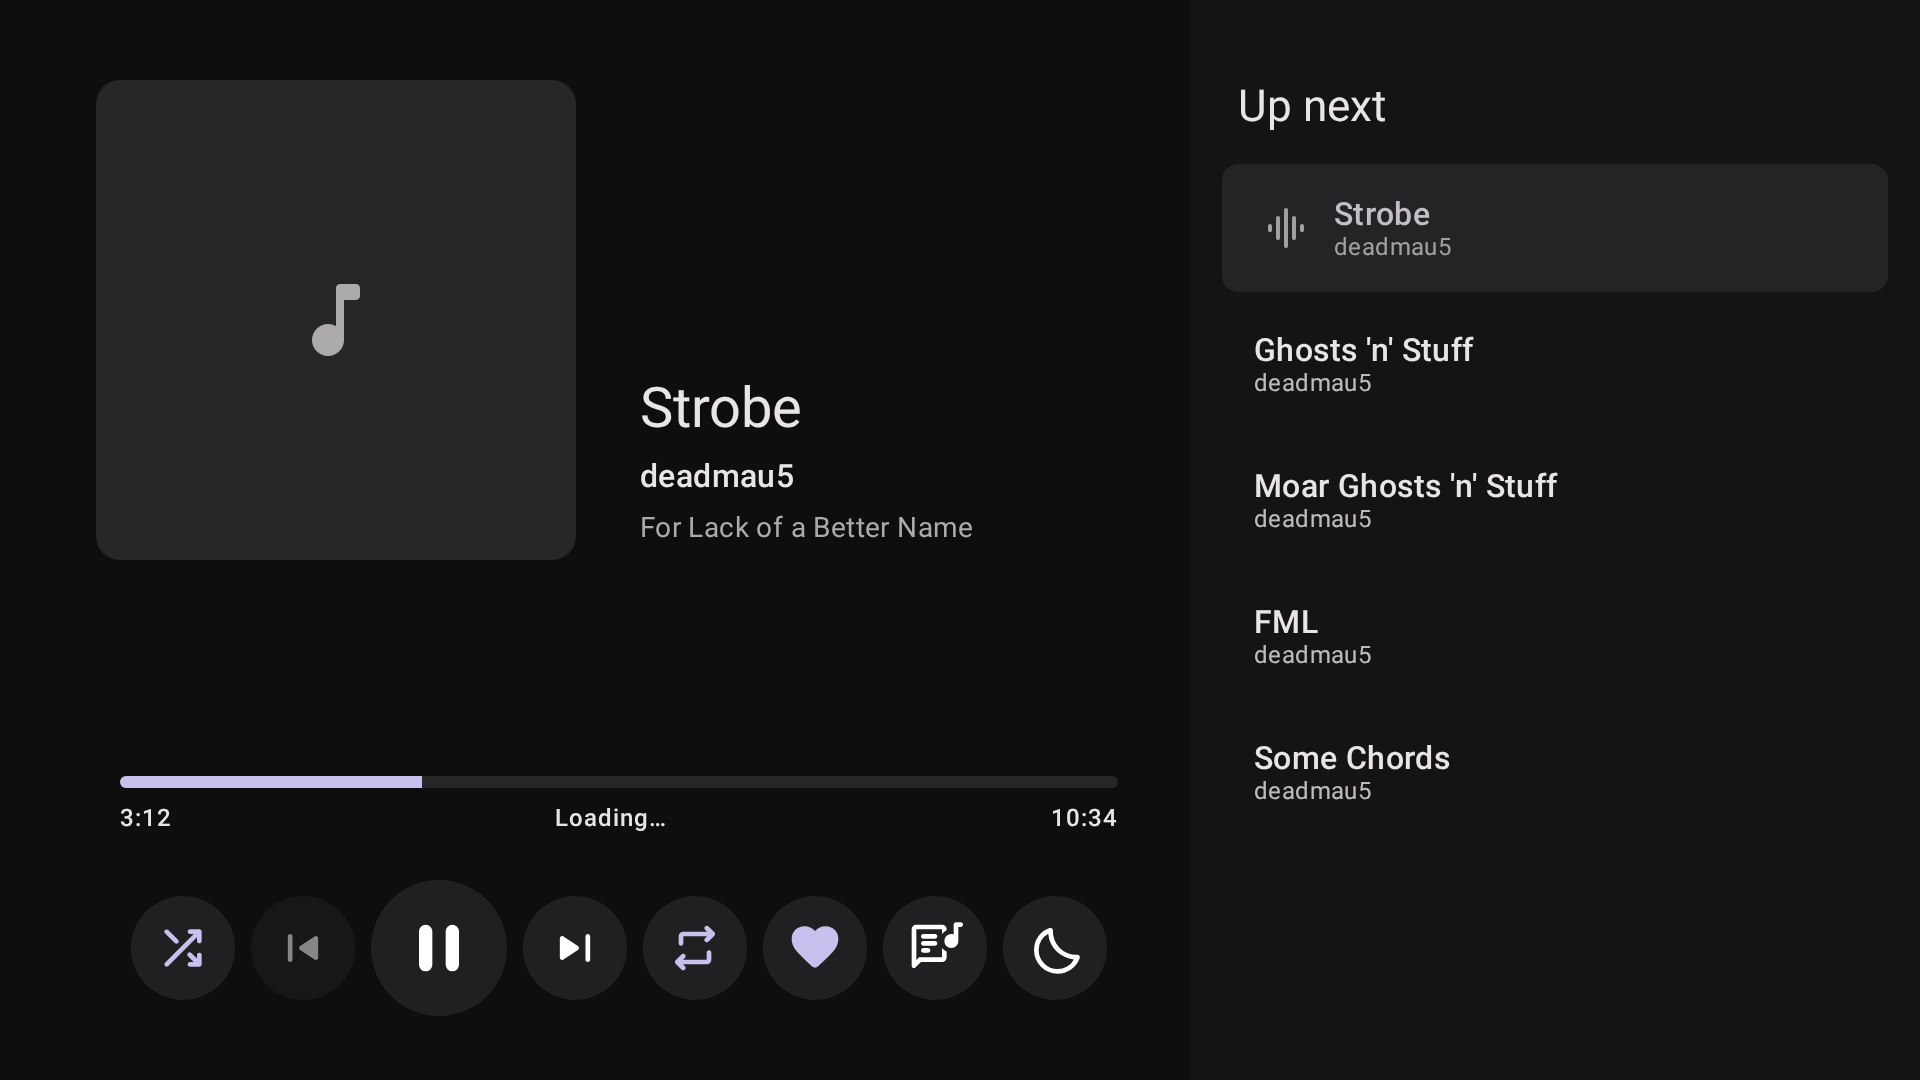 Strobe
deadmau5
For Lack of a Better Name
3:12
Loading…
10:34
Up next
Strobe
deadmau5
Ghosts 'n' Stuff
deadmau5
Moar Ghosts 'n' Stuff
deadmau5
FML
deadmau5
Some Chords
deadmau5